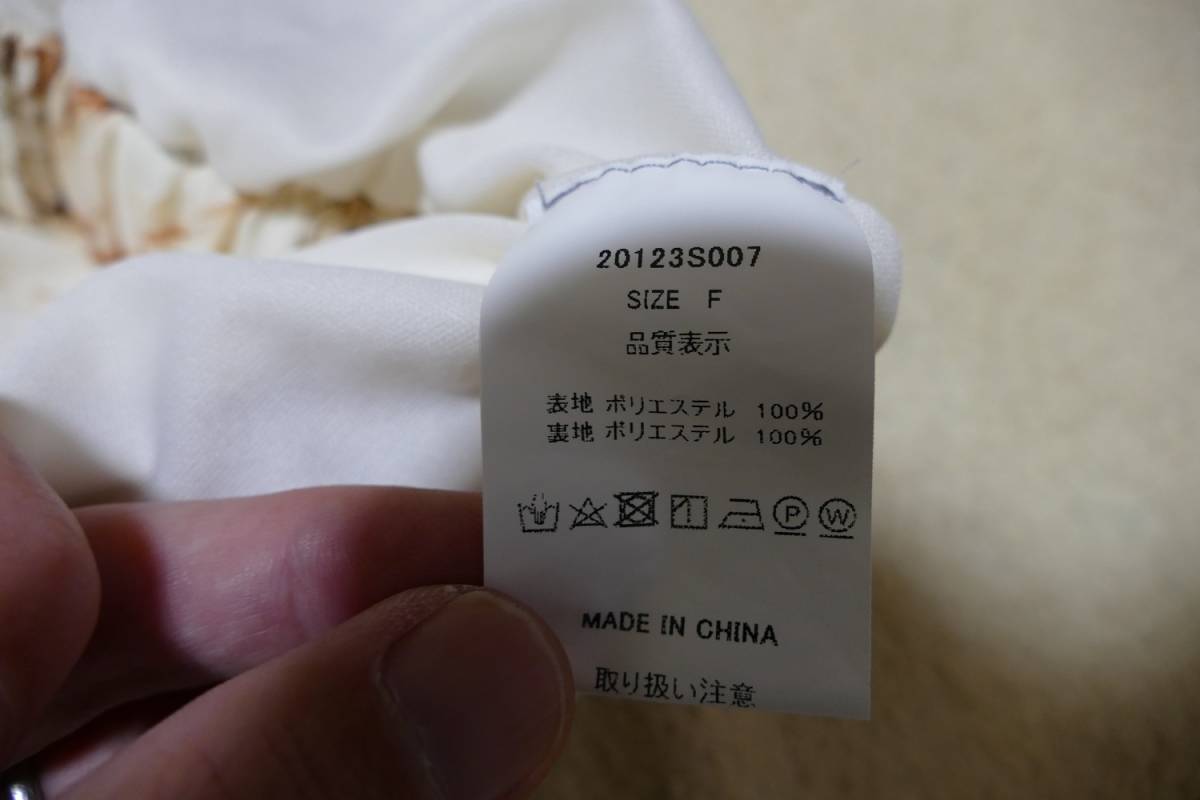 20123S007
SIZE F
品質表示
表地 ポリエステル 100%
裏地 ポリエステル 100%
P W
MADE IN CHINA
取り扱い注意